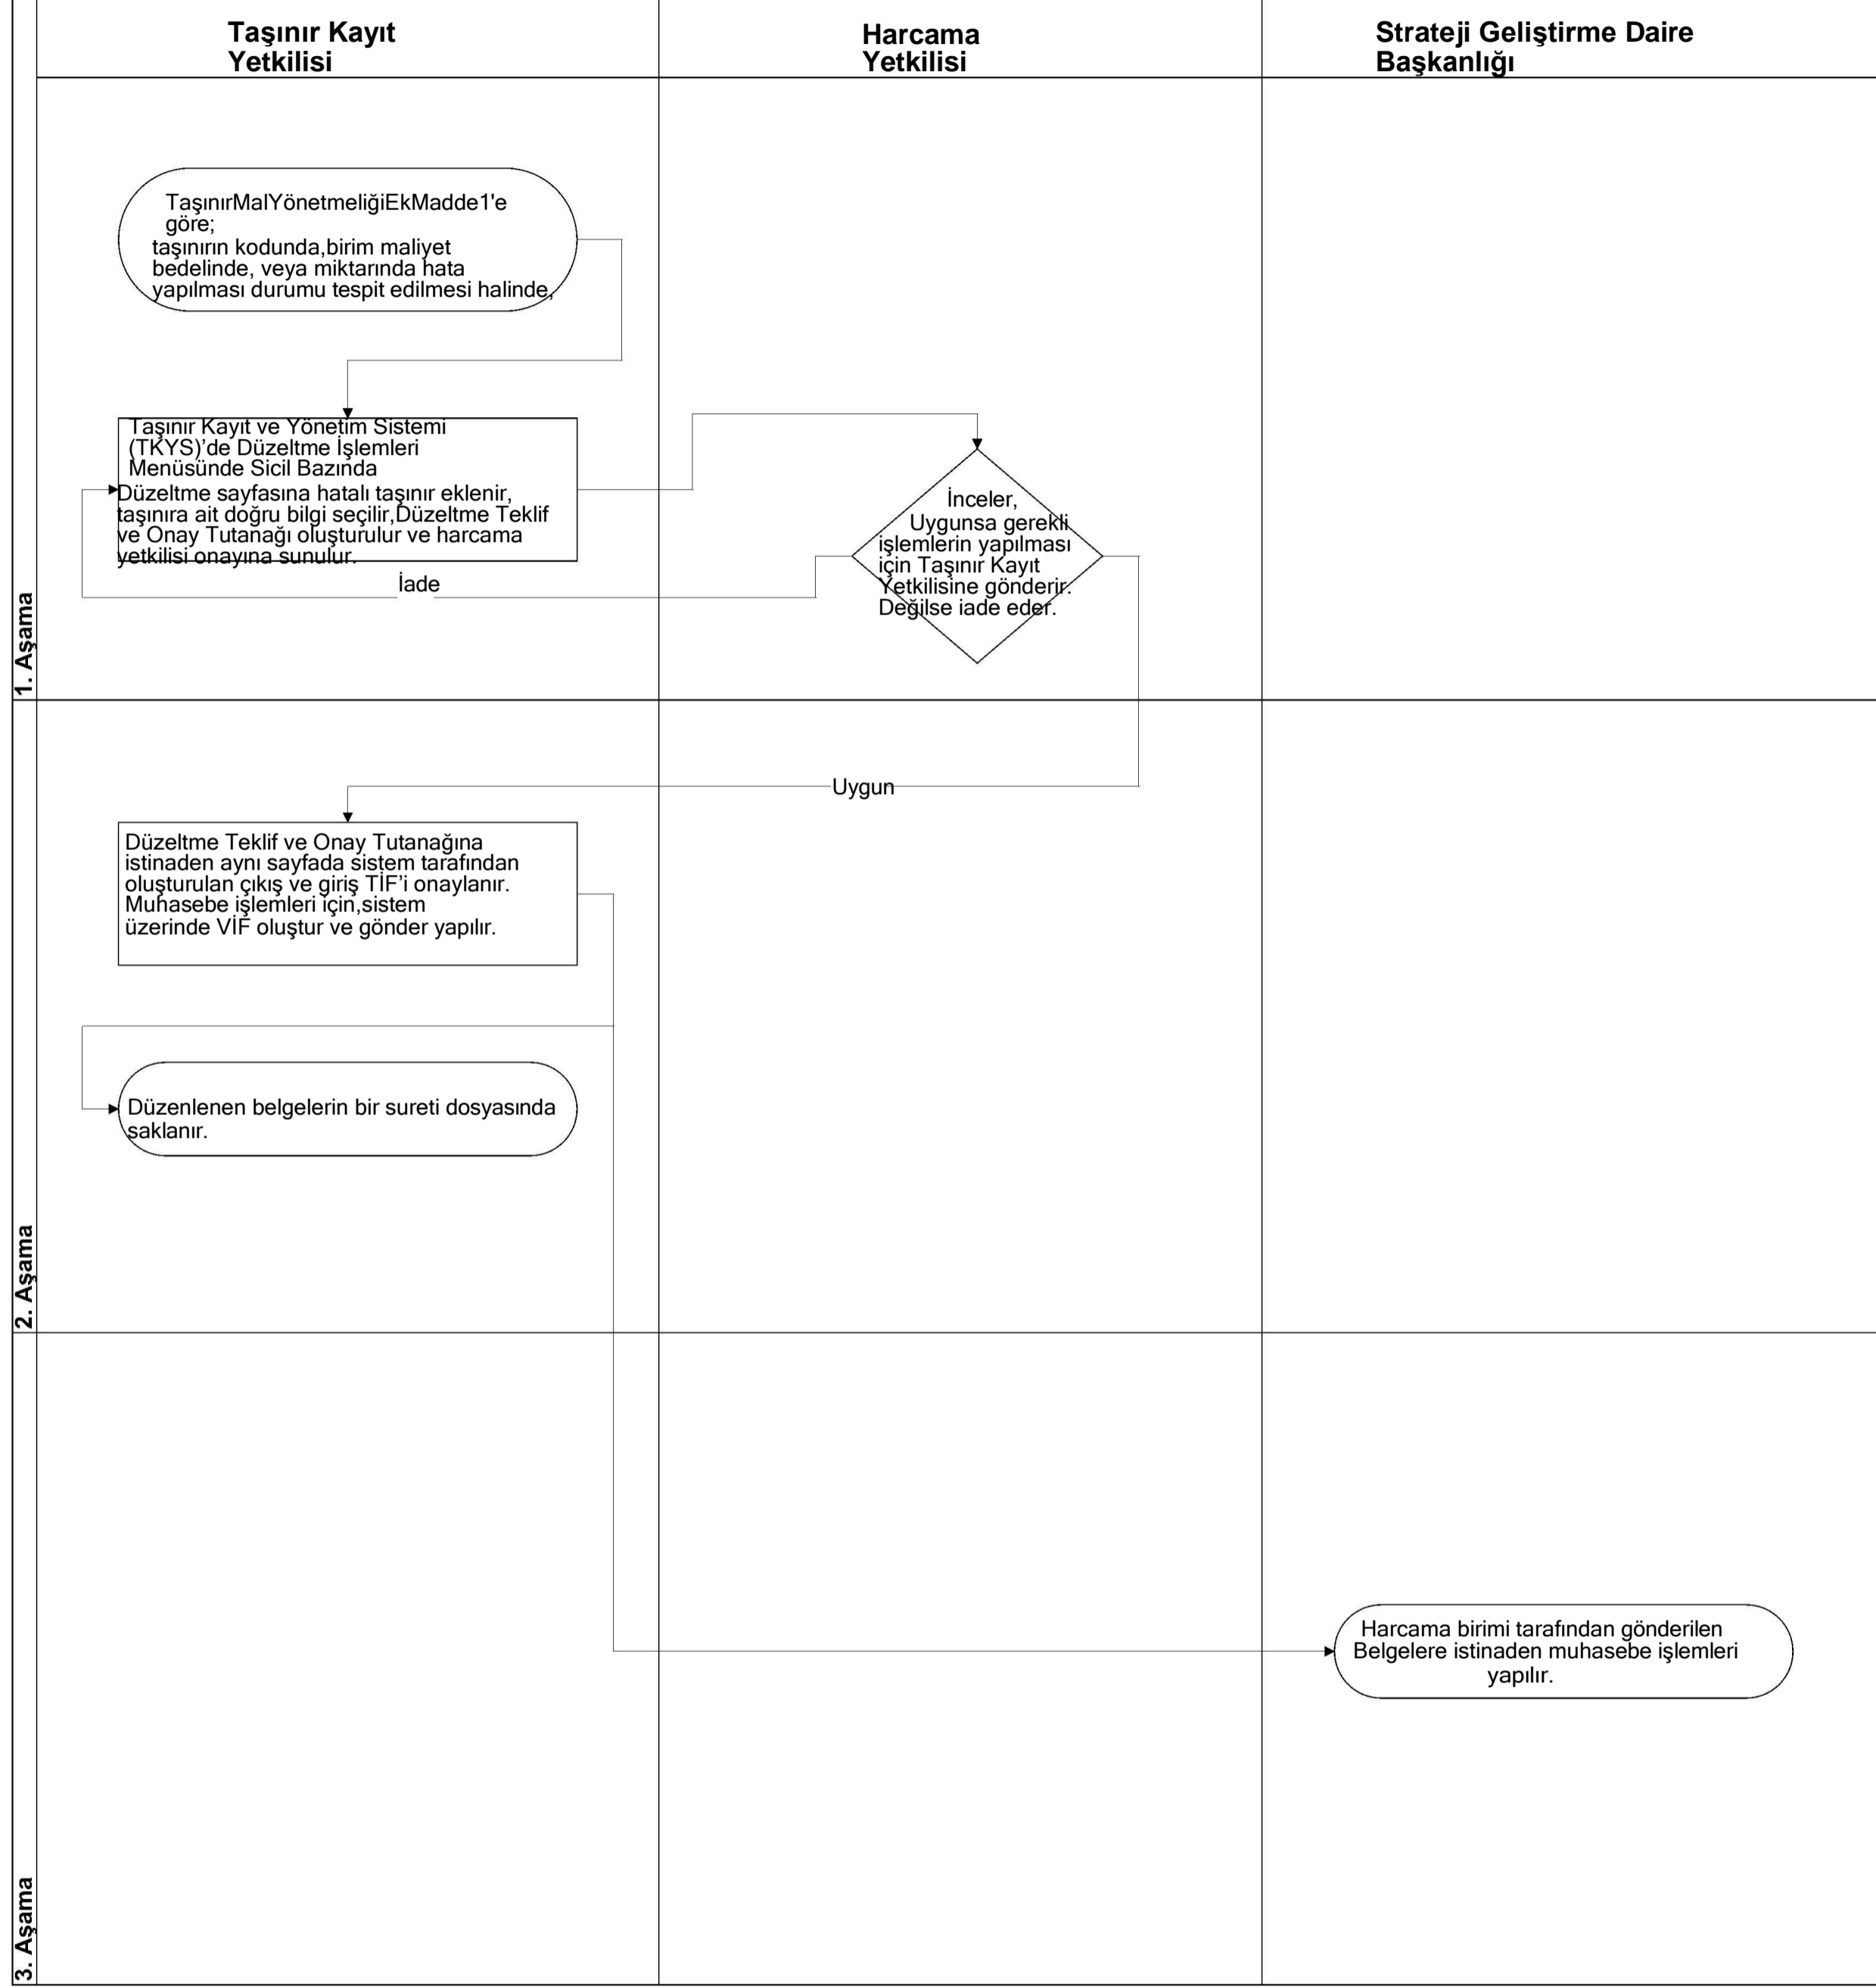 Taşınır Kayıt
Yetkilisi
Harcama
Yetkilisi
Strateji Geliştirme Daire
Başkanlığı
1. Aşama
TaşınırMalYönetmeliğiEkMadde1'e
göre;
taşınırın kodunda,birim maliyet
bedelinde, veya miktarında hata
yapılması durumu tespit edilmesi halinde,
Taşınır Kayıt ve Yönetim Sistemi
(TKYS)’de Düzeltme İşlemleri
Menüsünde Sicil Bazında
Düzeltme sayfasına hatalı taşınır eklenir,
taşınıra ait doğru bilgi seçilir,Düzeltme Teklif
ve Onay Tutanağı oluşturulur ve harcama
yetkilisi onayına sunulur.
İnceler,
Uygunsa gerekli
işlemlerin yapılması
için Taşınır Kayıt
Yetkilisine gönderir.
Değilse iade eder.
İade
2. Aşama
Uygun
Düzeltme Teklif ve Onay Tutanağına
istinaden aynı sayfada sistem tarafından
oluşturulan çıkış ve giriş TİF’i onaylanır.
Muhasebe işlemleri için,sistem
üzerinde VİF oluştur ve gönder yapılır.
Düzenlenen belgelerin bir sureti dosyasında
saklanır.
3. Aşama
Harcama birimi tarafından gönderilen
Belgelere istinaden muhasebe işlemleri
yapılır.